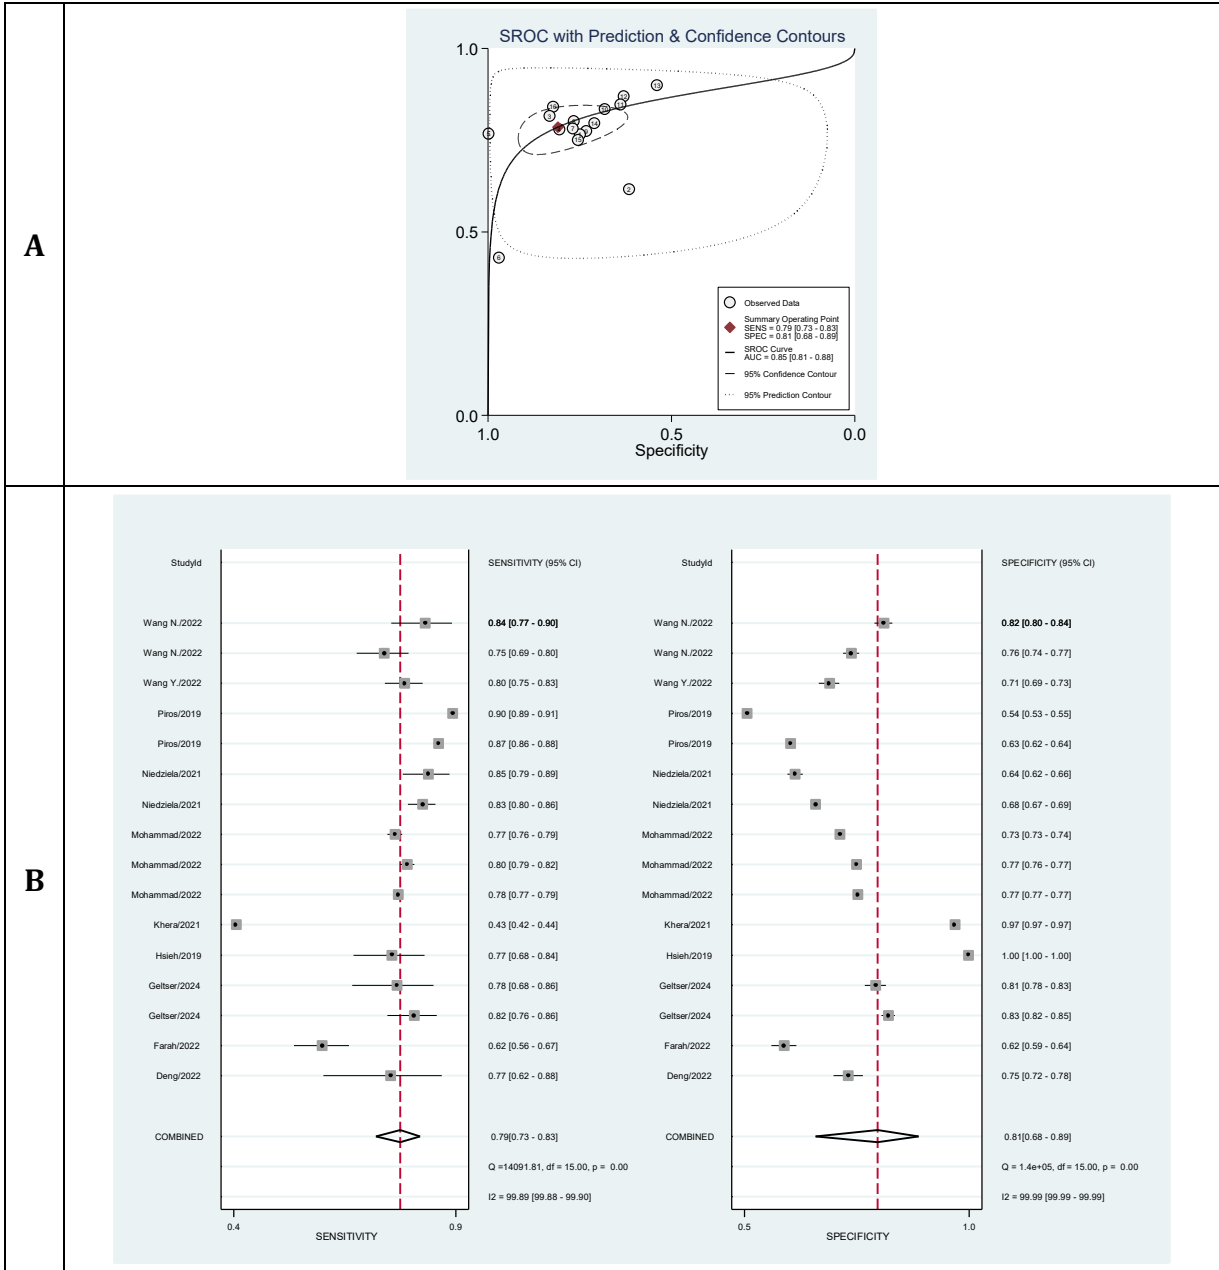 A
SROC with Prediction & Confidence Contours
1.0
0.5
0.0
1.0
0.5
0.0
Specificity
13
12
11
10
16
3
7
14
9
15
5
2
6
Observed Data
Summary Operating Point
SENS = 0.79 [0.73 - 0.83]
SPEC = 0.81 [0.68 - 0.89]
SROC Curve
AUC = 0.85 [0.81 - 0.88]
95% Confidence Contour
95% Prediction Contour
B
StudyId SENSITIVITY (95% CI) StudyId SPECIFICITY (95% CI)
Wang N./2022 0.84 [0.77 - 0.90] Wang N./2022 0.82 [0.80 - 0.84]
Wang N./2022 0.75 [0.69 - 0.80] Wang N./2022 0.76 [0.74 - 0.77]
Wang Y./2022 0.80 [0.75 - 0.83] Wang Y./2022 0.71 [0.69 - 0.73]
Piros/2019 0.90 [0.89 - 0.91] Piros/2019 0.54 [0.53 - 0.55]
Piros/2019 0.87 [0.86 - 0.88] Piros/2019 0.63 [0.62 - 0.64]
Niedziela/2021 0.85 [0.79 - 0.89] Niedziela/2021 0.64 [0.62 - 0.66]
Niedziela/2021 0.83 [0.80 - 0.86] Niedziela/2021 0.68 [0.67 - 0.69]
Mohammad/2022 0.77 [0.76 - 0.79] Mohammad/2022 0.73 [0.73 - 0.74]
Mohammad/2022 0.80 [0.79 - 0.82] Mohammad/2022 0.77 [0.76 - 0.77]
Mohammad/2022 0.78 [0.77 - 0.79] Mohammad/2022 0.77 [0.77 - 0.77]
Khera/2021 0.43 [0.42 - 0.44] Khera/2021 0.97 [0.97 - 0.97]
Hsieh/2019 0.77 [0.68 - 0.84] Hsieh/2019 1.00 [1.00 - 1.00]
Geltser/2024 0.78 [0.68 - 0.86] Geltser/2024 0.81 [0.78 - 0.83]
Geltser/2024 0.82 [0.76 - 0.86] Geltser/2024 0.83 [0.82 - 0.85]
Farah/2022 0.62 [0.56 - 0.67] Farah/2022 0.62 [0.59 - 0.64]
Deng/2022 0.77 [0.62 - 0.88] Deng/2022 0.75 [0.72 - 0.78]
COMBINED 0.79[0.73 - 0.83] COMBINED 0.81[0.68 - 0.89]
Q =14091.81, df = 15.00, p = 0.00 Q = 1.4e+05, df = 15.00, p = 0.00
I2 = 99.89 [99.88 - 99.90] I2 = 99.99 [99.99 - 99.99]
0.4 0.9 0.5 1.0
SENSITIVITY SPECIFICITY